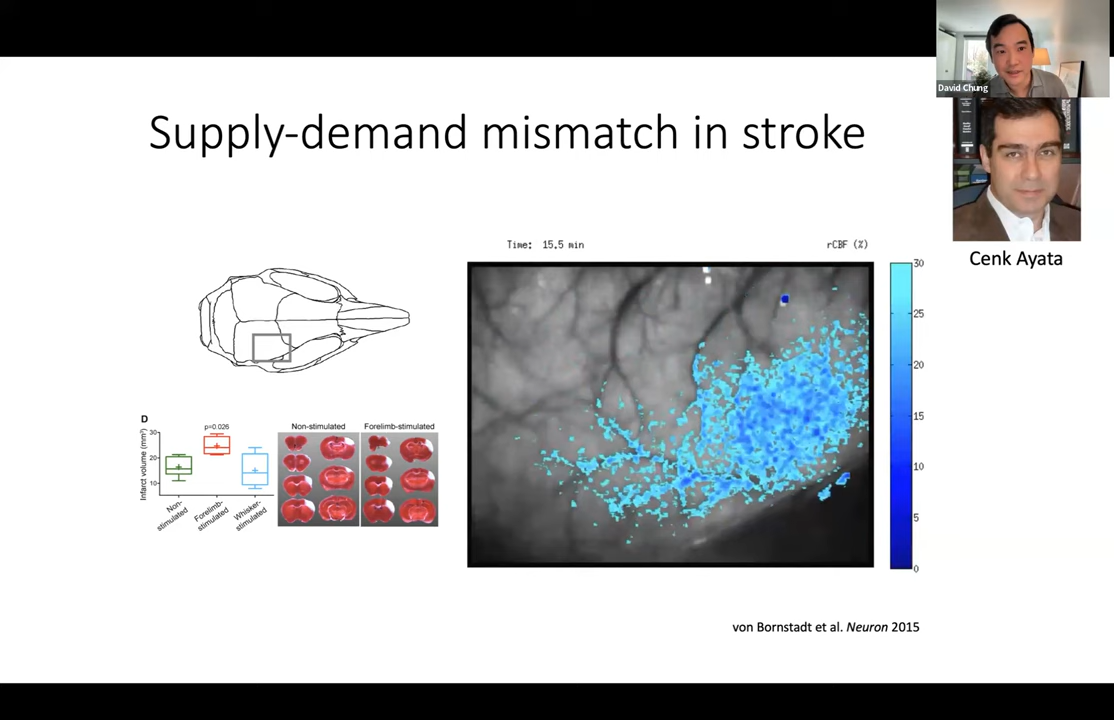 David Chung
Supply-demand mismatch in stroke
Cenk Ayata
Time: 15.5 min
rCBF (%)
30
25
20
15
10
5
0
D
p=0.026
Infarct volume (mm³)
30
20
10
Non-
stimulated
Forelimb-
stimulated
Whisker-
stimulated
Non-stimulated
Forelimb-stimulated
von Bornstadt et al. Neuron 2015